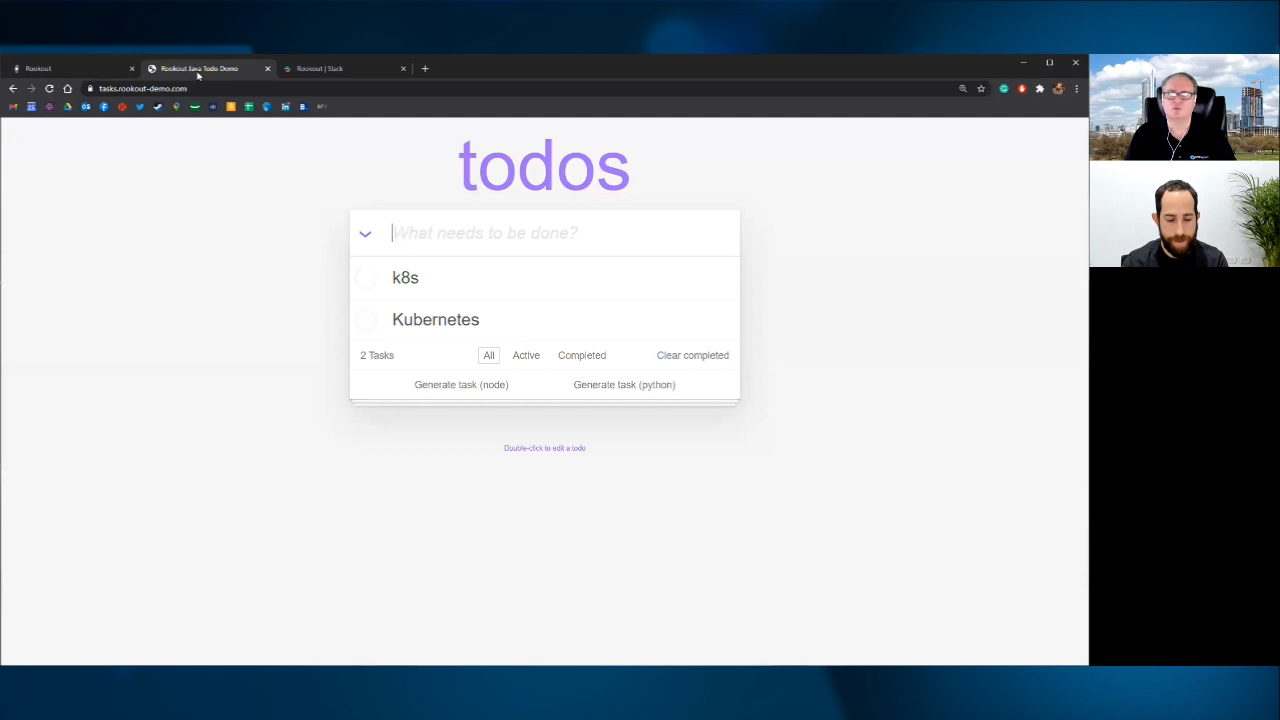 Rookout
Rookout Java Todo Demo
Rookout | Slack
tasks.rookout-demo.com
todos
What needs to be done?
k8s
Kubernetes
2 Tasks
All
Active
Completed
Clear completed
Generate task (node)
Generate task (python)
Double-click to edit a todo